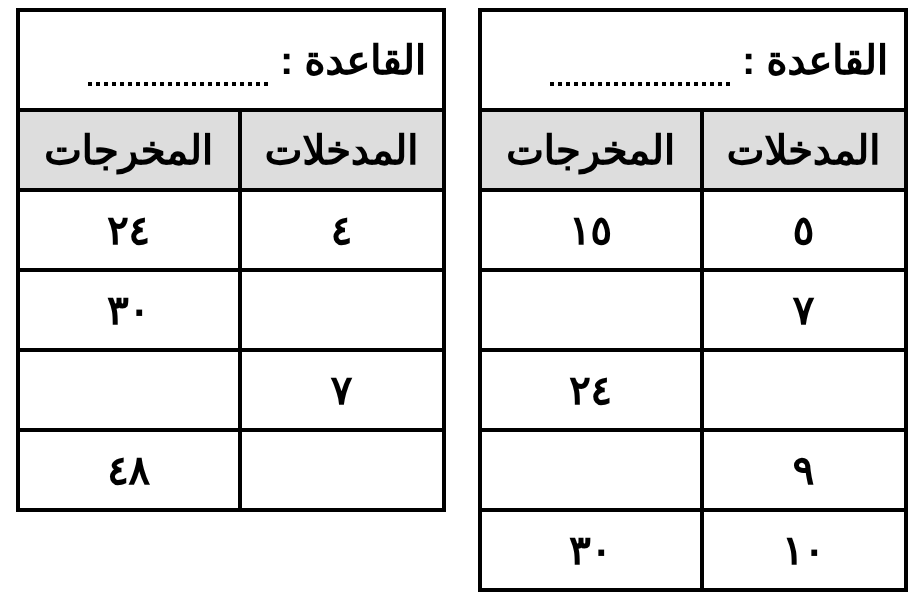 القاعدة : ..................
المدخلات المخرجات
٥ ١٥
٧
٢٤
٩
١٠ ٣٠
القاعدة : ..................
المدخلات المخرجات
٤ ٢٤
٣٠
٧
٤٨